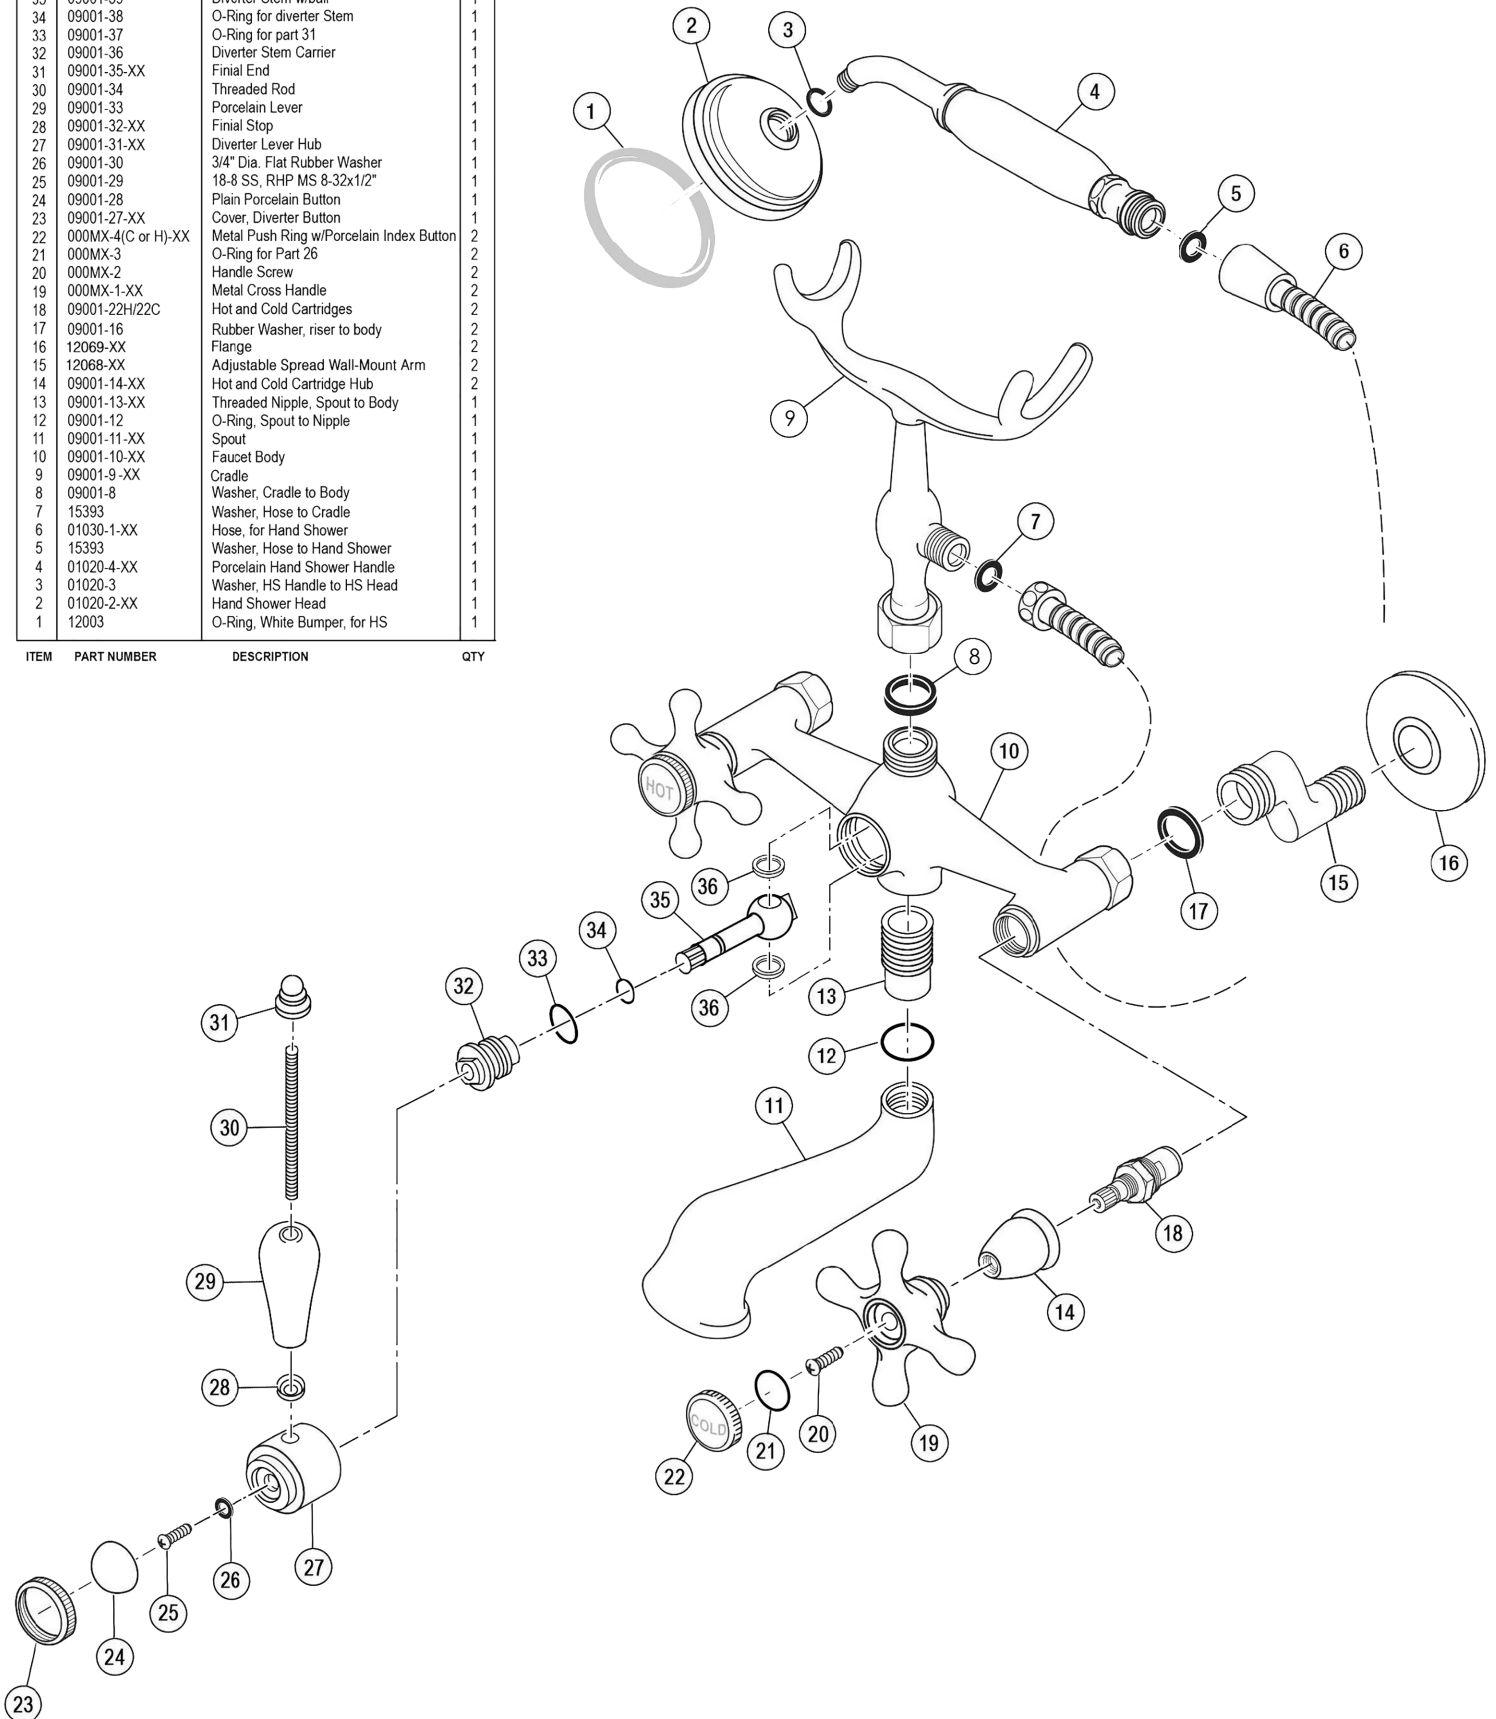 34 09001-38 O-Ring for diverter Stem 1
33 09001-37 O-Ring for part 31 1
32 09001-36 Diverter Stem Carrier 1
31 09001-35-XX Finial End 1
30 09001-34 Threaded Rod 1
29 09001-33 Porcelain Lever 1
28 09001-32-XX Finial Stop 1
27 09001-31-XX Diverter Lever Hub 1
26 09001-30 3/4" Dia. Flat Rubber Washer 1
25 09001-29 18-8 SS, RHP MS 8-32x1/2" 1
24 09001-28 Plain Porcelain Button 1
23 09001-27-XX Cover, Diverter Button 1
22 000MX-4(C or H)-XX Metal Push Ring w/Porcelain Index Button 2
21 000MX-3 O-Ring for Part 26 2
20 000MX-2 Handle Screw 2
19 000MX-1-XX Metal Cross Handle 2
18 09001-22H/22C Hot and Cold Cartridges 2
17 09001-16 Rubber Washer, riser to body 2
16 12069-XX Flange 2
15 12068-XX Adjustable Spread Wall-Mount Arm 2
14 09001-14-XX Hot and Cold Cartridge Hub 2
13 09001-13-XX Threaded Nipple, Spout to Body 1
12 09001-12 O-Ring, Spout to Nipple 1
11 09001-11-XX Spout 1
10 09001-10-XX Faucet Body 1
9 09001-9-XX Cradle 1
8 09001-8 Washer, Cradle to Body 1
7 15393 Washer, Hose to Cradle 1
6 01030-1-XX Hose, for Hand Shower 1
5 15393 Washer, Hose to Hand Shower 1
4 01020-4-XX Porcelain Hand Shower Handle 1
3 01020-3 Washer, HS Handle to HS Head 1
2 01020-2-XX Hand Shower Head 1
1 12003 O-Ring, White Bumper, for HS 1
ITEM PART NUMBER DESCRIPTION QTY
2
3
4
1
5
6
9
7
8
10
HOT
16
15
17
36
35
34
33
32
36
13
31
12
30
11
18
29
14
28
COLD
20
19
21
22
27
26
25
24
23